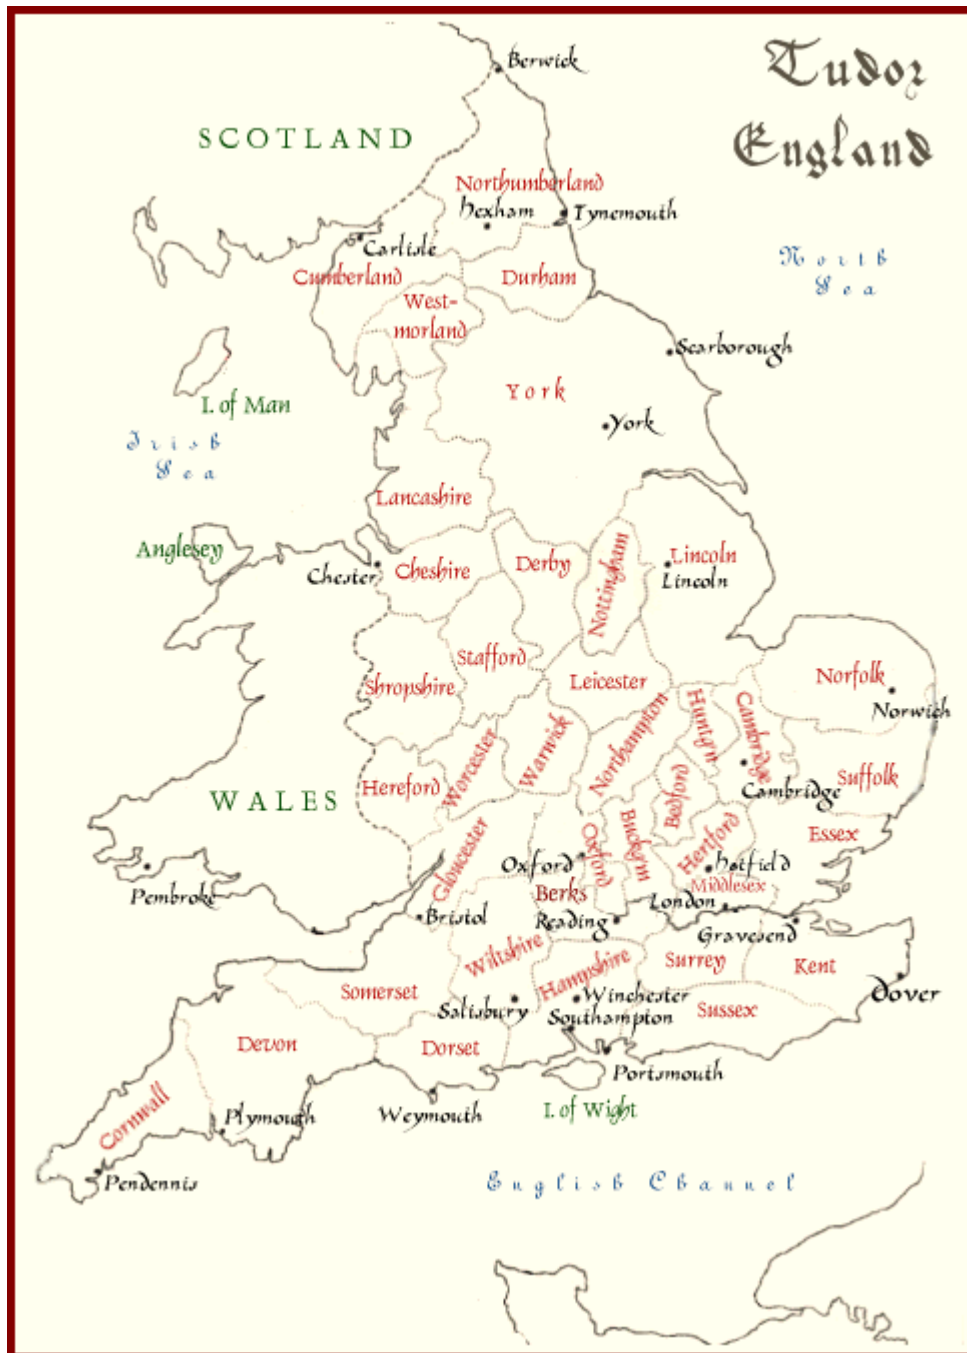 Tudor
England
Berwick
SCOTLAND
Northumberland
Hexham
Tynemouth
Carlisle
Cumberland
Durham
North
Sea
West-
morland
Scarborough
York
I. of Man
York
Irish
Sea
Lancashire
Anglesey
Chester
Cheshire
Derby
Nottingham
Lincoln
Lincoln
Stafford
Shropshire
Leicester
Norfolk
Norwich
Hereford
Worcester
Warwick
Northampton
Huntg'n
Cambridge
Cambridge
Suffolk
WALES
Bedford
Gloucester
Oxford
Oxford
Buckg'm
Hertford
Hatfield
Essex
Pembroke
Berks
Middlesex
London
Bristol
Reading
Gravesend
Wiltshire
Hampshire
Surrey
Kent
Somerset
Salisbury
Winchester
Southampton
Sussex
Dover
Devon
Dorset
Portsmouth
Cornwall
Plymouth
Weymouth
I. of Wight
Pendennis
English Channel